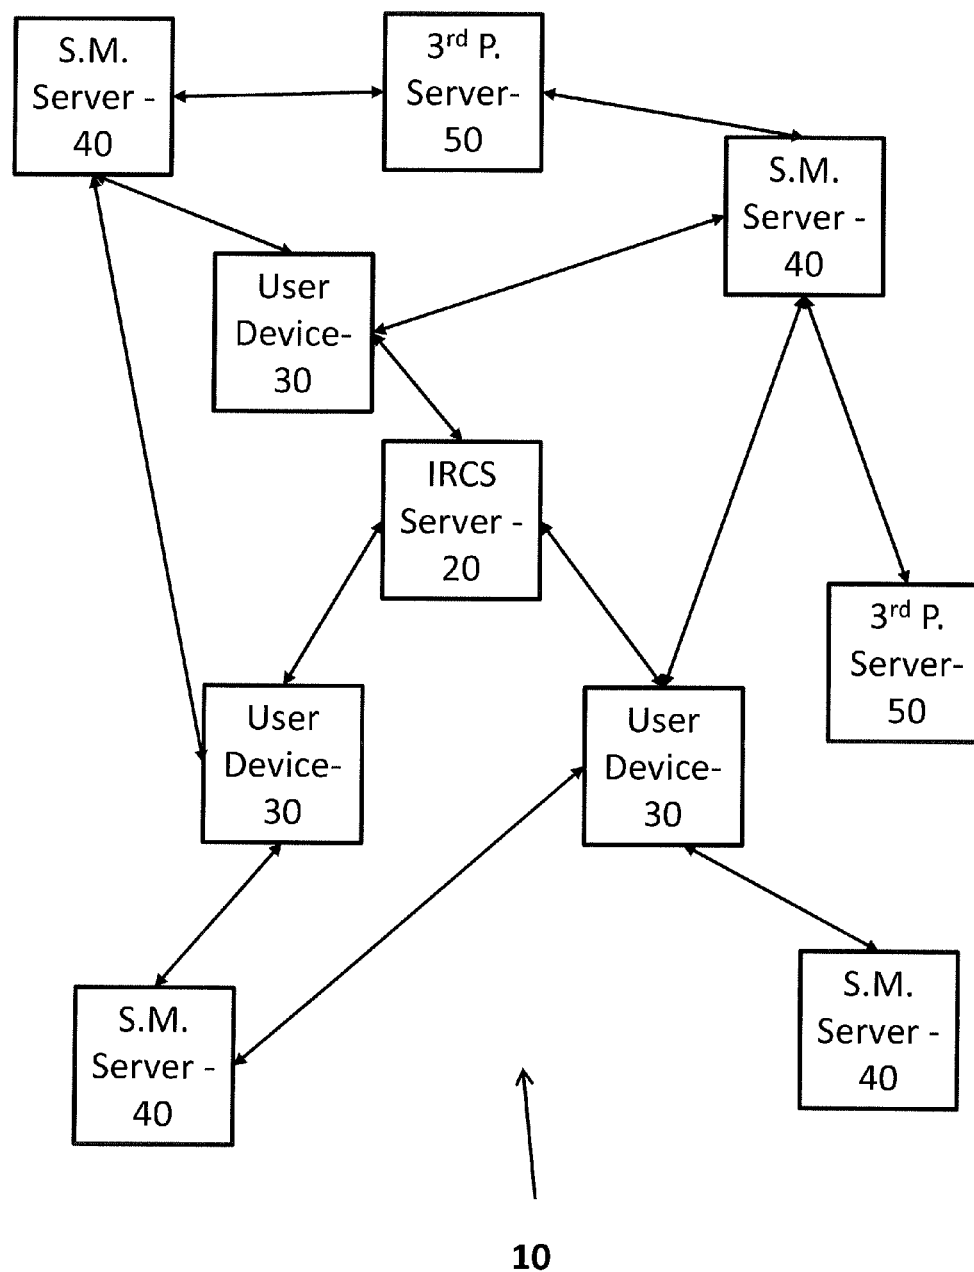 S.M.
Server -
40
3rd P.
Server-
50
S.M.
Server -
40
User
Device-
30
IRCS
Server -
20
3rd P.
Server-
50
User
Device-
30
User
Device-
30
S.M.
Server -
40
S.M.
Server -
40
10